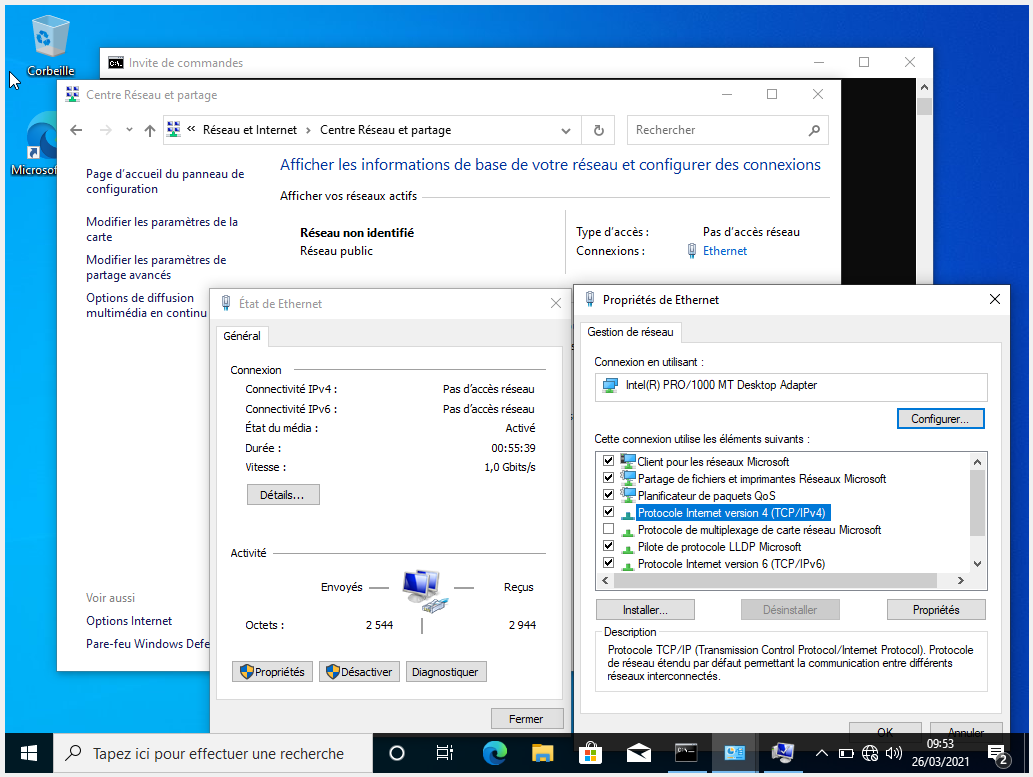 Corbeille
Invite de commandes
Microsof
Centre Réseau et partage
« Réseau et Internet › Centre Réseau et partage
Rechercher
Page d'accueil du panneau de
configuration
Modifier les paramètres de la
carte
Modifier les paramètres de
partage avancés
Options de diffusion
multimédia en continu
Voir aussi
Options Internet
Pare-feu Windows Defe
Afficher les informations de base de votre réseau et configurer des connexions
Afficher vos réseaux actifs
Réseau non identifié
Réseau public
Type d'accès : Pas d'accès réseau
Connexions : Ethernet
État de Ethernet
Général
Connexion
Connectivité IPv4 : Pas d'accès réseau
Connectivité IPv6 : Pas d'accès réseau
État du média : Activé
Durée : 00:55:39
Vitesse : 1,0 Gbits/s
Détails...
Activité
Envoyés — Reçus
Octets : 2 544 2 944
Propriétés
Désactiver
Diagnostiquer
Fermer
Propriétés de Ethernet
Gestion de réseau
Connexion en utilisant :
Intel(R) PRO/1000 MT Desktop Adapter
Configurer...
Cette connexion utilise les éléments suivants :
Client pour les réseaux Microsoft
Partage de fichiers et imprimantes Réseaux Microsoft
Planificateur de paquets QoS
Protocole Internet version 4 (TCP/IPv4)
Protocole de multiplexage de carte réseau Microsoft
Pilote de protocole LLDP Microsoft
Protocole Internet version 6 (TCP/IPv6)
Installer...
Désinstaller
Propriétés
Description
Protocole TCP/IP (Transmission Control Protocol/Internet Protocol). Protocole
de réseau étendu par défaut permettant la communication entre différents
réseaux interconnectés.
OK
Annuler
Tapez ici pour effectuer une recherche
09:53
26/03/2021
2